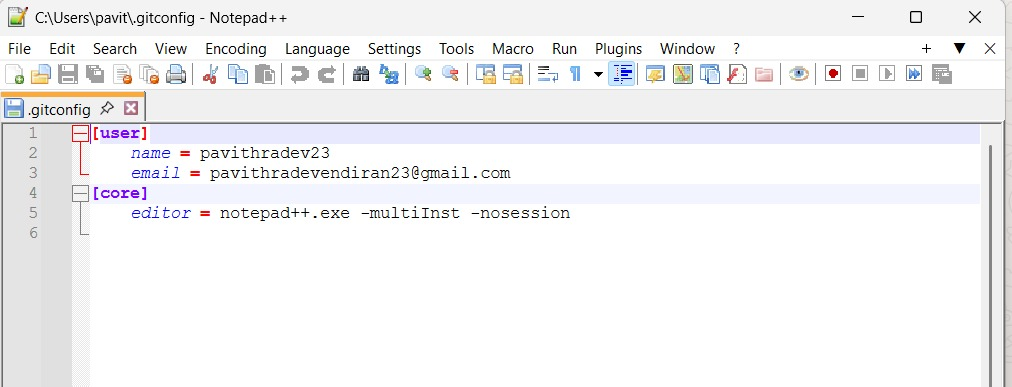 C:\Users\pavit\.gitconfig - Notepad++
File Edit Search View Encoding Language Settings Tools Macro Run Plugins Window ?
.gitconfig
1 [user]
2 name = pavithradev23
3 email = pavithradevendiran23@gmail.com
4 [core]
5 editor = notepad++.exe -multiInst -nosession
6